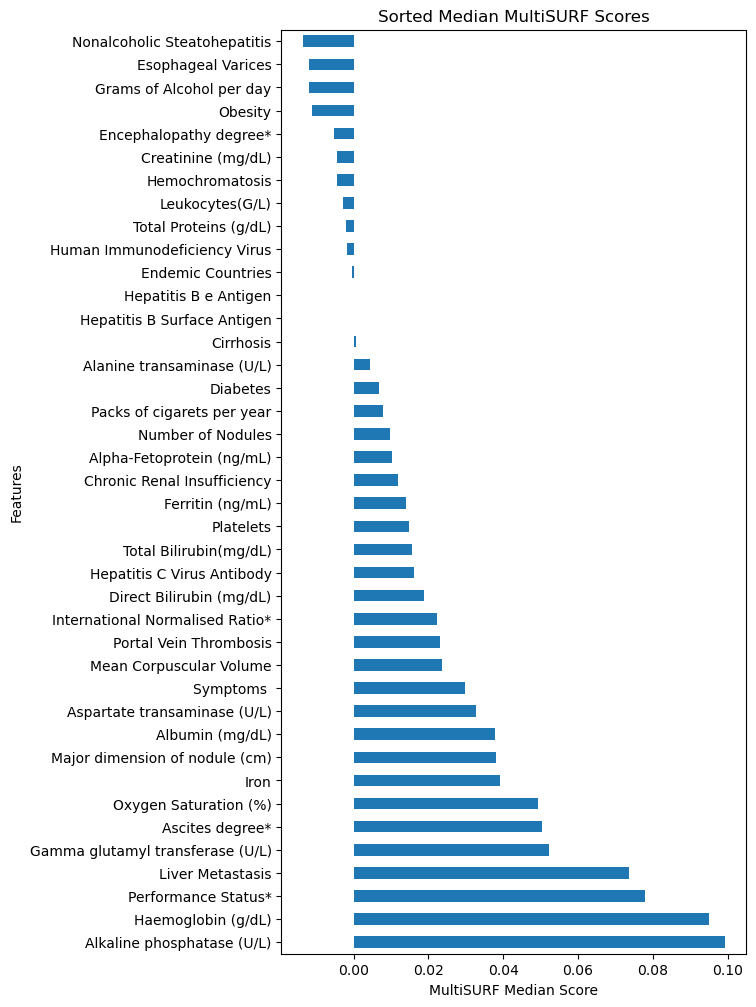 Sorted Median MultiSURF Scores
Nonalcoholic Steatohepatitis
Esophageal Varices
Grams of Alcohol per day
Obesity
Encephalopathy degree*
Creatinine (mg/dL)
Hemochromatosis
Leukocytes(G/L)
Total Proteins (g/dL)
Human Immunodeficiency Virus
Endemic Countries
Hepatitis B e Antigen
Hepatitis B Surface Antigen
Cirrhosis
Alanine transaminase (U/L)
Diabetes
Packs of cigarets per year
Number of Nodules
Alpha-Fetoprotein (ng/mL)
Chronic Renal Insufficiency
Ferritin (ng/mL)
Platelets
Total Bilirubin(mg/dL)
Hepatitis C Virus Antibody
Direct Bilirubin (mg/dL)
International Normalised Ratio*
Portal Vein Thrombosis
Mean Corpuscular Volume
Symptoms
Aspartate transaminase (U/L)
Albumin (mg/dL)
Major dimension of nodule (cm)
Iron
Oxygen Saturation (%)
Ascites degree*
Gamma glutamyl transferase (U/L)
Liver Metastasis
Performance Status*
Haemoglobin (g/dL)
Alkaline phosphatase (U/L)
Features
0.00 0.02 0.04 0.06 0.08 0.10
MultiSURF Median Score